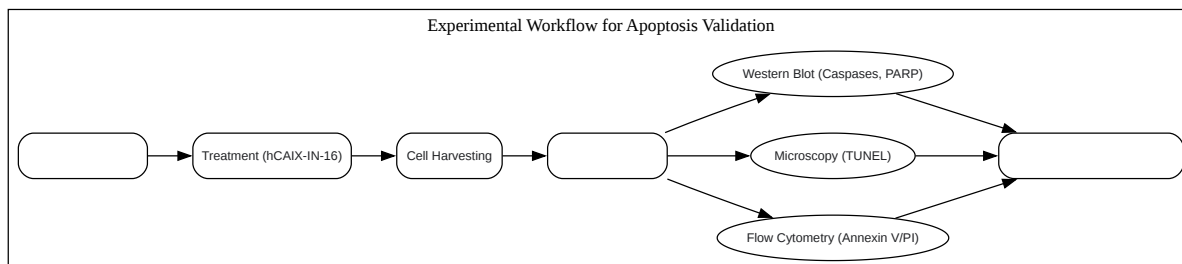 Experimental Workflow for Apoptosis Validation
Western Blot (Caspases, PARP)
Treatment (hCAIX-IN-16)
Cell Harvesting
Microscopy (TUNEL)
Flow Cytometry (Annexin V/PI)